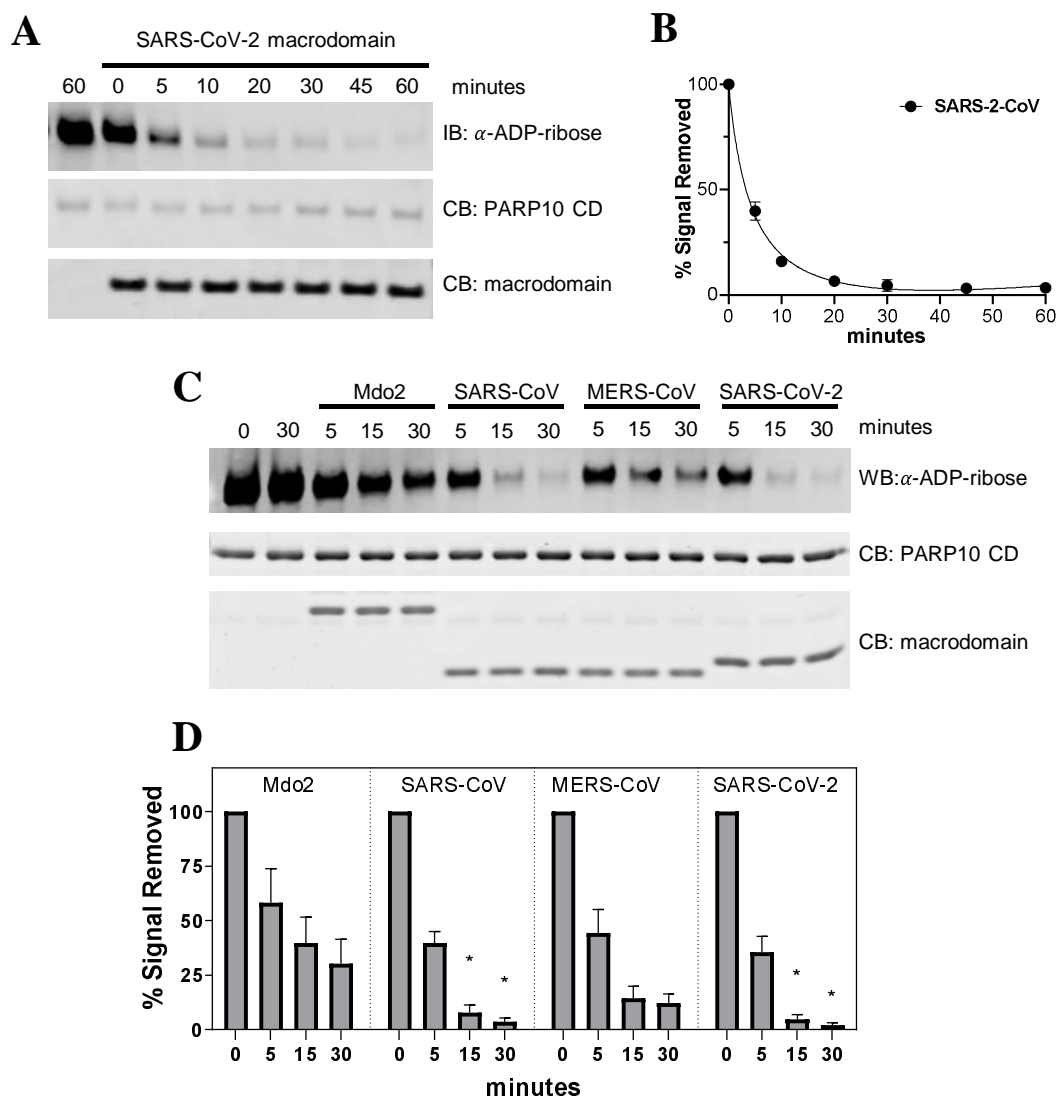 A
SARS-CoV-2 macrodomain
60 0 5 10 20 30 45 60 minutes
IB: α-ADP-ribose
CB: PARP10 CD
CB: macrodomain
B
% Signal Removed
100
50
0
SARS-2-CoV
0 10 20 30 40 50 60
minutes
C
Mdo2 SARS-CoV MERS-CoV SARS-CoV-2
0 30 5 15 30 5 15 30 5 15 30 5 15 30 minutes
WB:α-ADP-ribose
CB: PARP10 CD
CB: macrodomain
D
% Signal Removed
Mdo2 SARS-CoV MERS-CoV SARS-CoV-2
100
75
50
25
0
* * * *
0 5 15 30 0 5 15 30 0 5 15 30 0 5 15 30
minutes